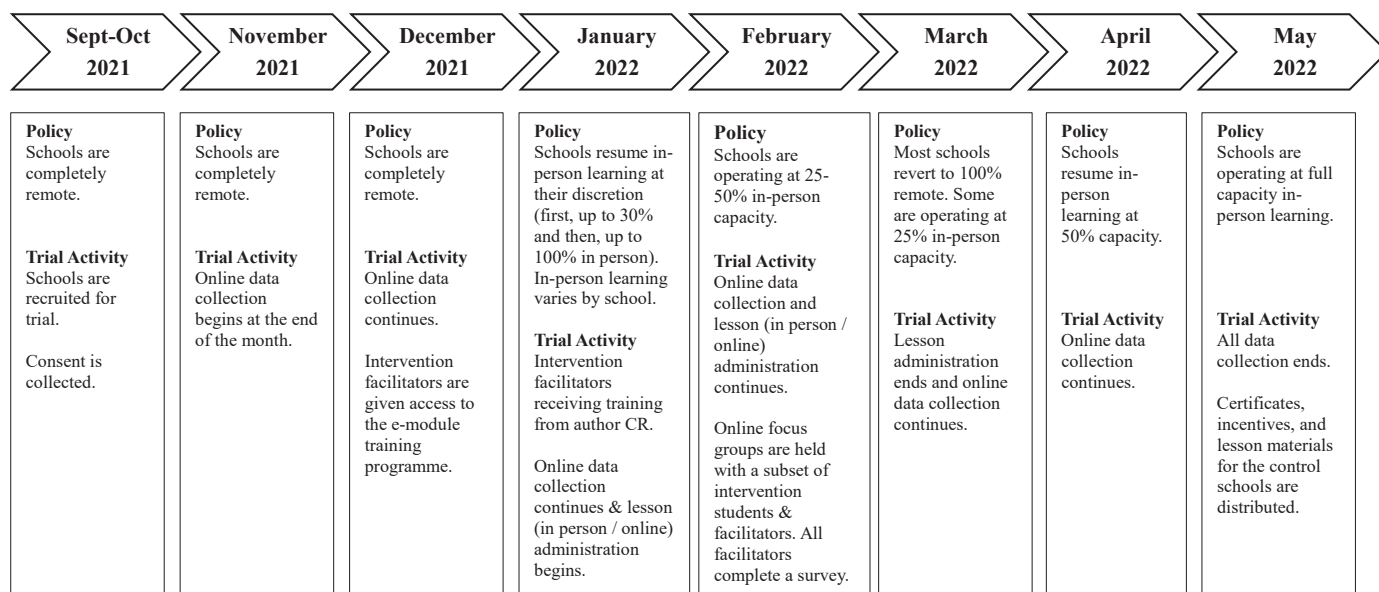 Sept-Oct
2021
November
2021
December
2021
January
2022
February
2022
March
2022
April
2022
May
2022
Policy
Schools are
completely
remote.
Trial Activity
Schools are
recruited for
trial.
Consent is
collected.
Policy
Schools are
completely
remote.
Trial Activity
Online data
collection
begins at the end
of the month.
Policy
Schools are
completely
remote.
Trial Activity
Online data
collection
continues.
Intervention
facilitators are
given access to
the e-module
training
programme.
Policy
Schools resume in-
person learning at
their discretion
(first, up to 30%
and then, up to
100% in person).
In-person learning
varies by school.
Trial Activity
Intervention
facilitators
receiving training
from author CR.
Online data
collection
continues & lesson
(in person / online)
administration
begins.
Policy
Schools are
operating at 25-
50% in-person
capacity.
Trial Activity
Online data
collection and
lesson (in person /
online)
administration
continues.
Online focus
groups are held
with a subset of
intervention
students &
facilitators. All
facilitators
complete a survey.
Policy
Most schools
revert to 100%
remote. Some
are operating at
25% in-person
capacity.
Trial Activity
Lesson
administration
ends and online
data collection
continues.
Policy
Schools
resume in-
person
learning at
50% capacity.
Trial Activity
Online data
collection
continues.
Policy
Schools are
operating at full
capacity in-
person learning.
Trial Activity
All data
collection ends.
Certificates,
incentives, and
lesson materials
for the control
schools are
distributed.